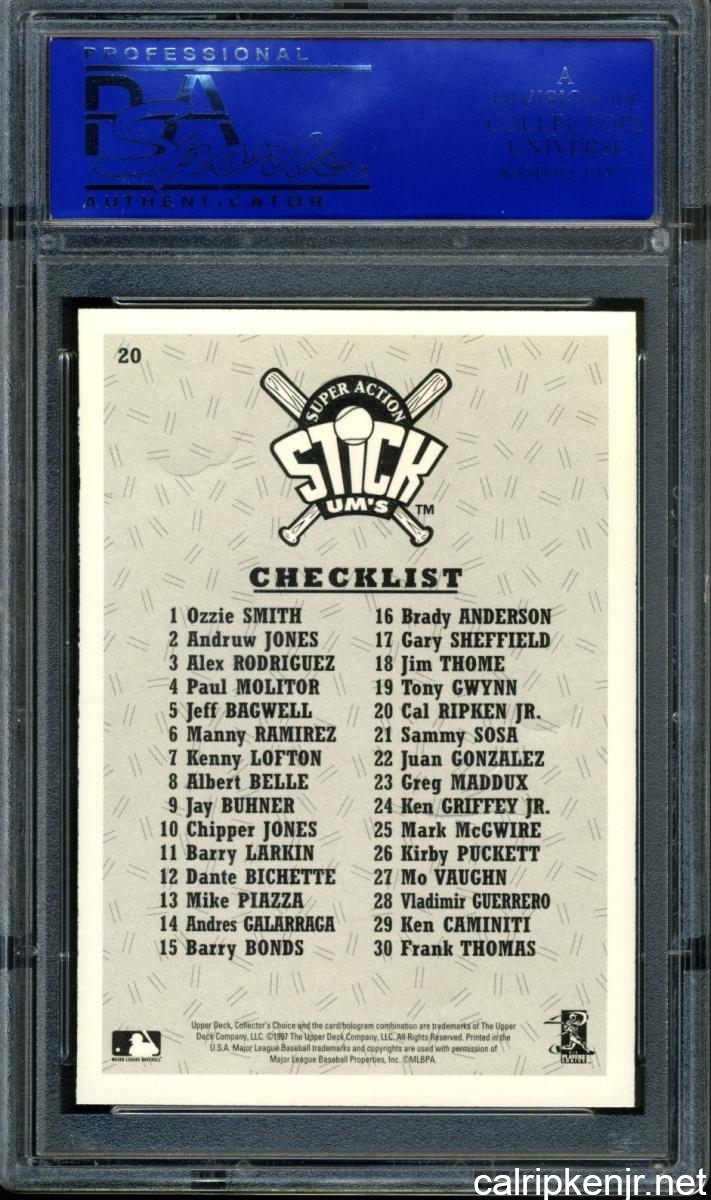 PROFESSIONAL
PSA
Sports
AUTHENTICATOR
A
DIVISION OF
COLLECTORS
UNIVERSE
NASDAQ: CLCT
20
SUPER ACTION
STICK
UM'S ™
CHECKLIST
1 Ozzie SMITH
2 Andruw JONES
3 Alex RODRIGUEZ
4 Paul MOLITOR
5 Jeff BAGWELL
6 Manny RAMIREZ
7 Kenny LOFTON
8 Albert BELLE
9 Jay BUHNER
10 Chipper JONES
11 Barry LARKIN
12 Dante BICHETTE
13 Mike PIAZZA
14 Andres GALARRAGA
15 Barry BONDS
16 Brady ANDERSON
17 Gary SHEFFIELD
18 Jim THOME
19 Tony GWYNN
20 Cal RIPKEN JR.
21 Sammy SOSA
22 Juan GONZALEZ
23 Greg MADDUX
24 Ken GRIFFEY JR.
25 Mark McGWIRE
26 Kirby PUCKETT
27 Mo VAUGHN
28 Vladimir GUERRERO
29 Ken CAMINITI
30 Frank THOMAS
Upper Deck, Collector's Choice and the card/hologram combination are trademarks of The Upper
Deck Company, LLC. ©1997 The Upper Deck Company, LLC. All Rights Reserved. Printed in the
U.S.A. Major League Baseball trademarks and copyrights are used with permission of
Major League Baseball Properties, Inc. ©MLBPA.
MAJOR LEAGUE BASEBALL
PLAYERS
CHOICE
calripkenjr.net